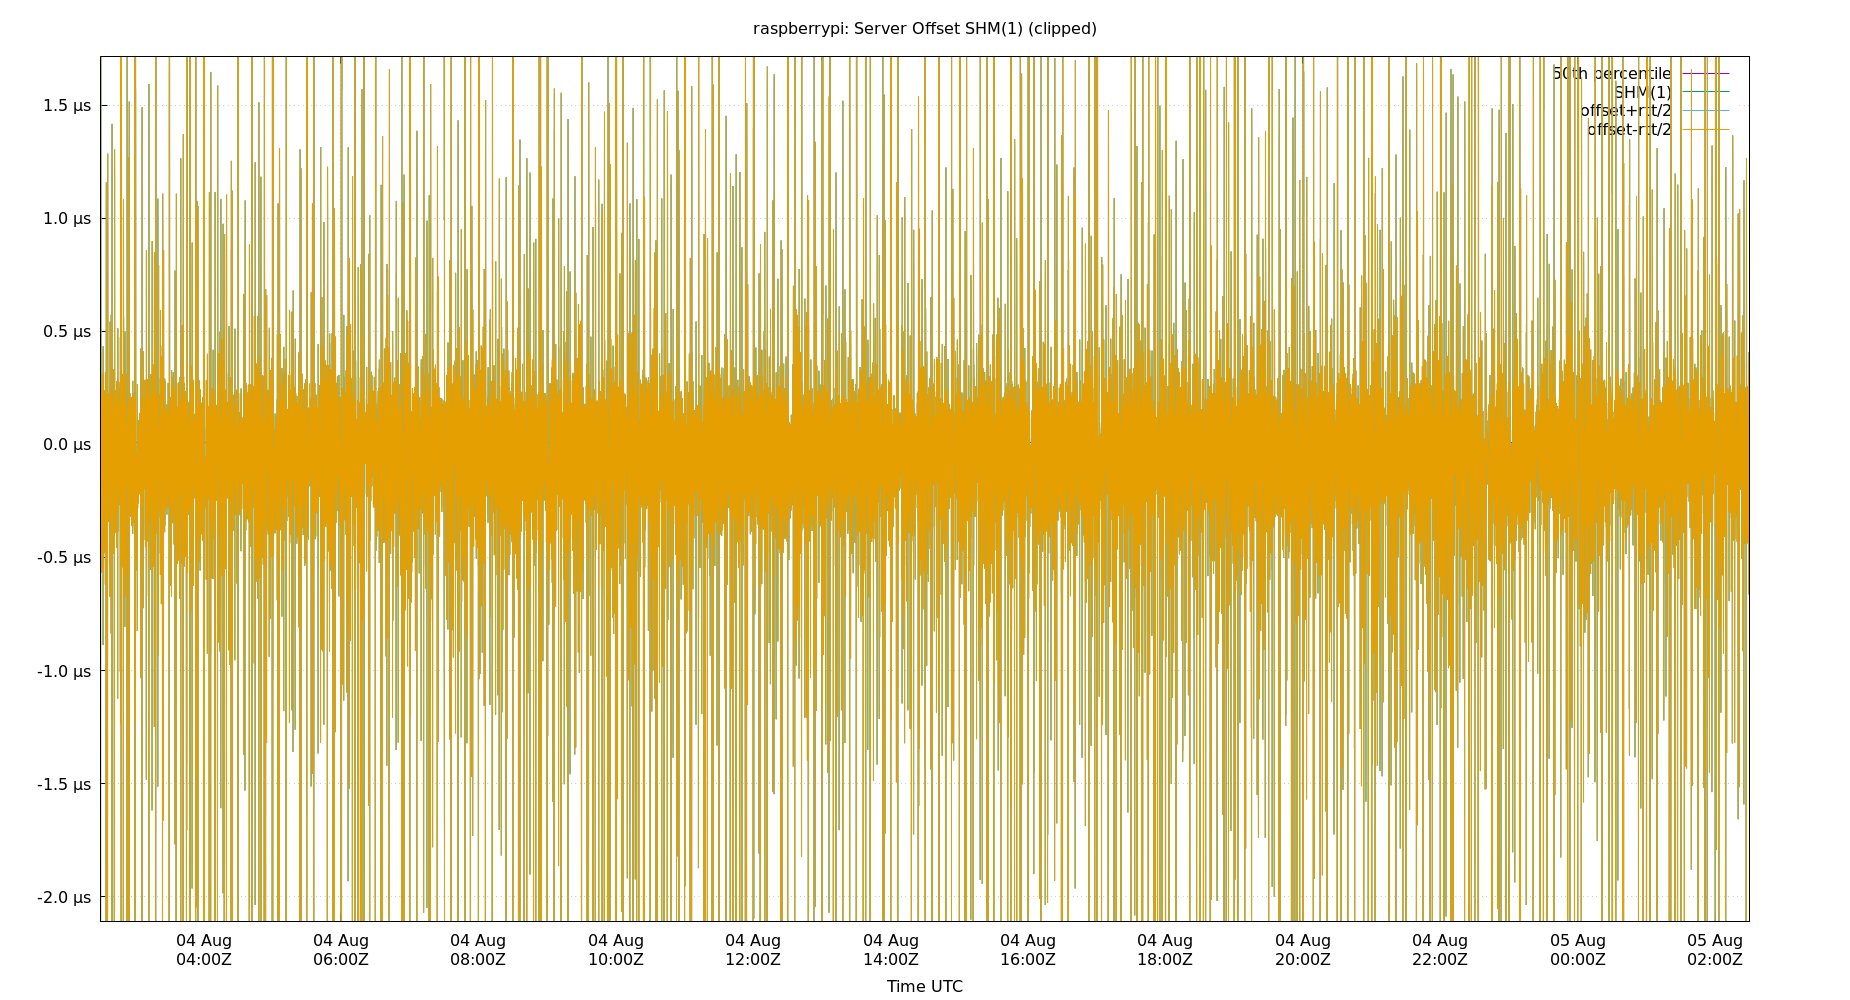 raspberrypi: Server Offset SHM(1) (clipped)
50th percentile
SHM(1)
offset+rtt/2
offset-rtt/2
1.5 µs
1.0 µs
0.5 µs
0.0 µs
-0.5 µs
-1.0 µs
-1.5 µs
-2.0 µs
04 Aug 04 Aug 04 Aug 04 Aug 04 Aug 04 Aug 04 Aug 04 Aug 04 Aug 04 Aug 05 Aug 05 Aug
04:00Z 06:00Z 08:00Z 10:00Z 12:00Z 14:00Z 16:00Z 18:00Z 20:00Z 22:00Z 00:00Z 02:00Z
Time UTC